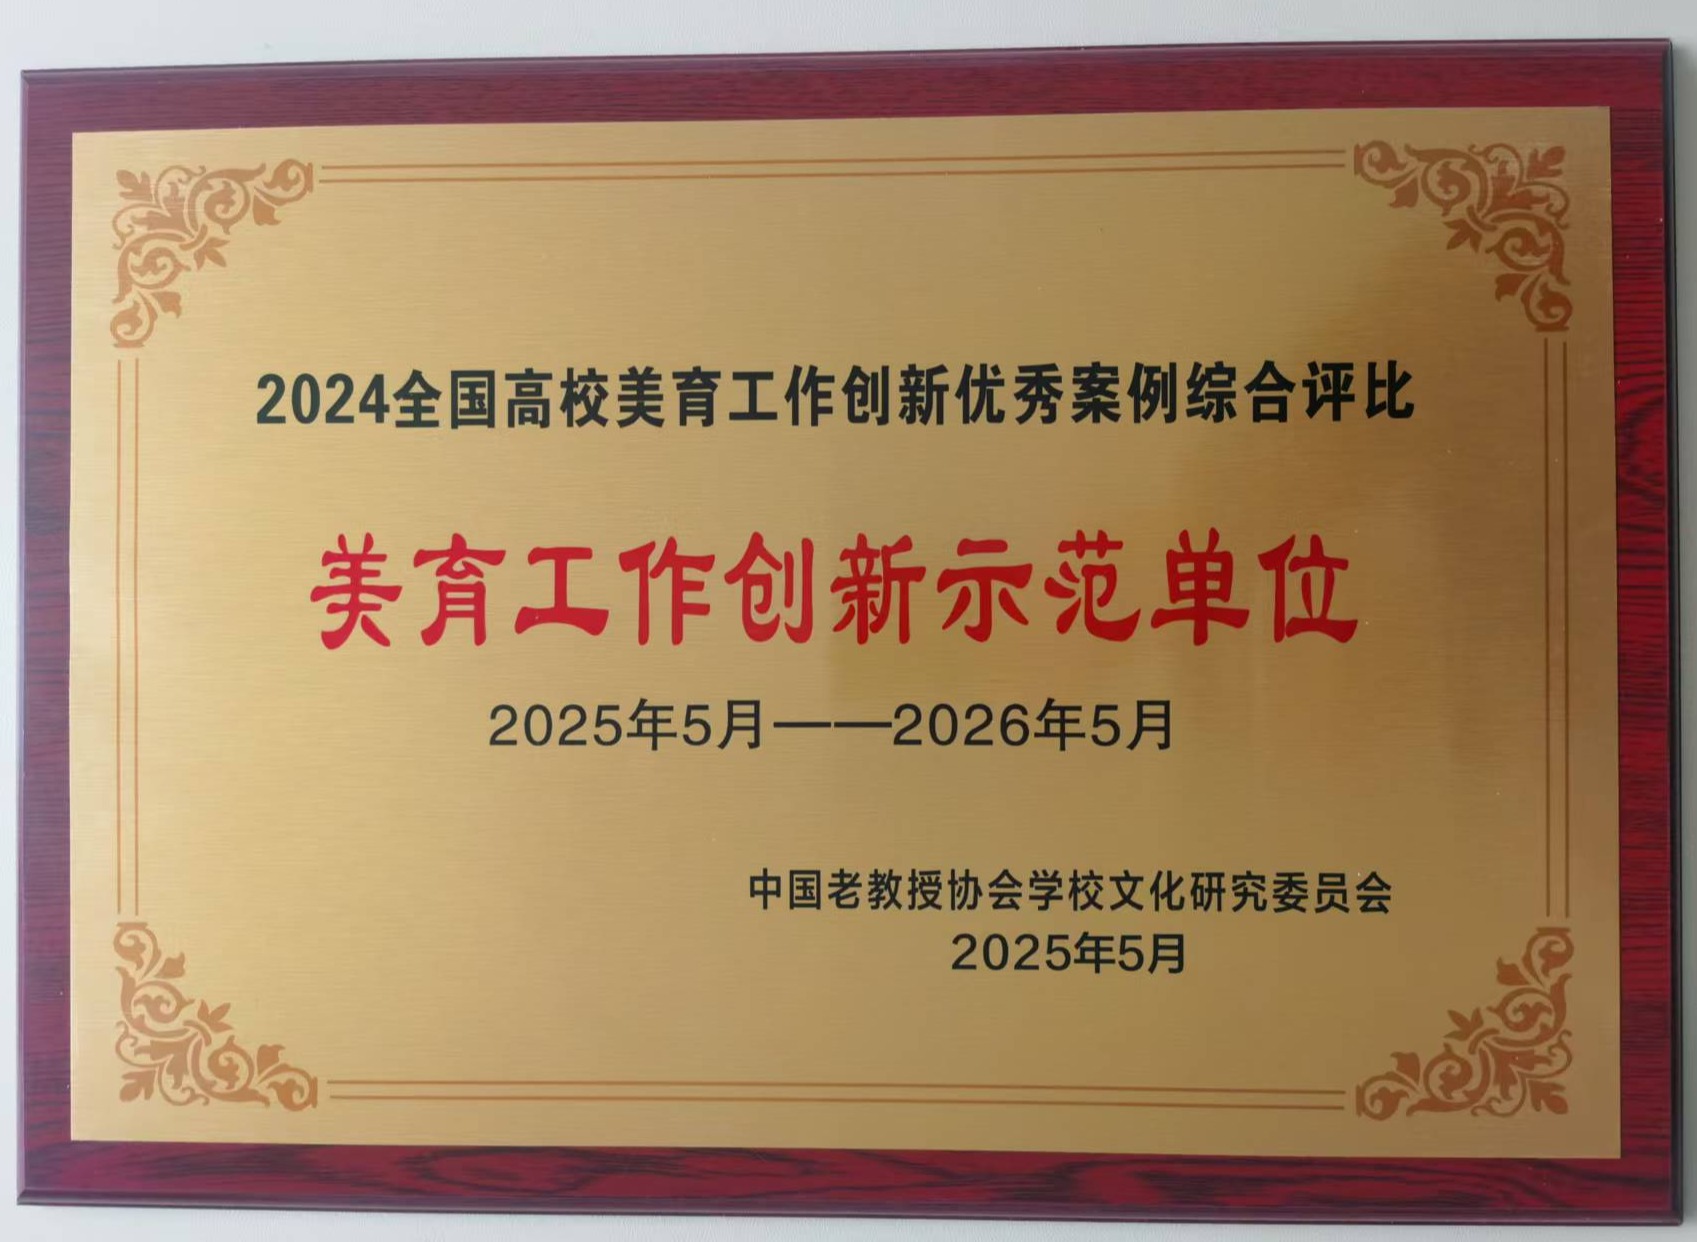 2024全国高校美育工作创新优秀案例综合评比
美育工作创新示范单位
2025年5月——2026年5月
中国老教授协会学校文化研究委员会
2025年5月